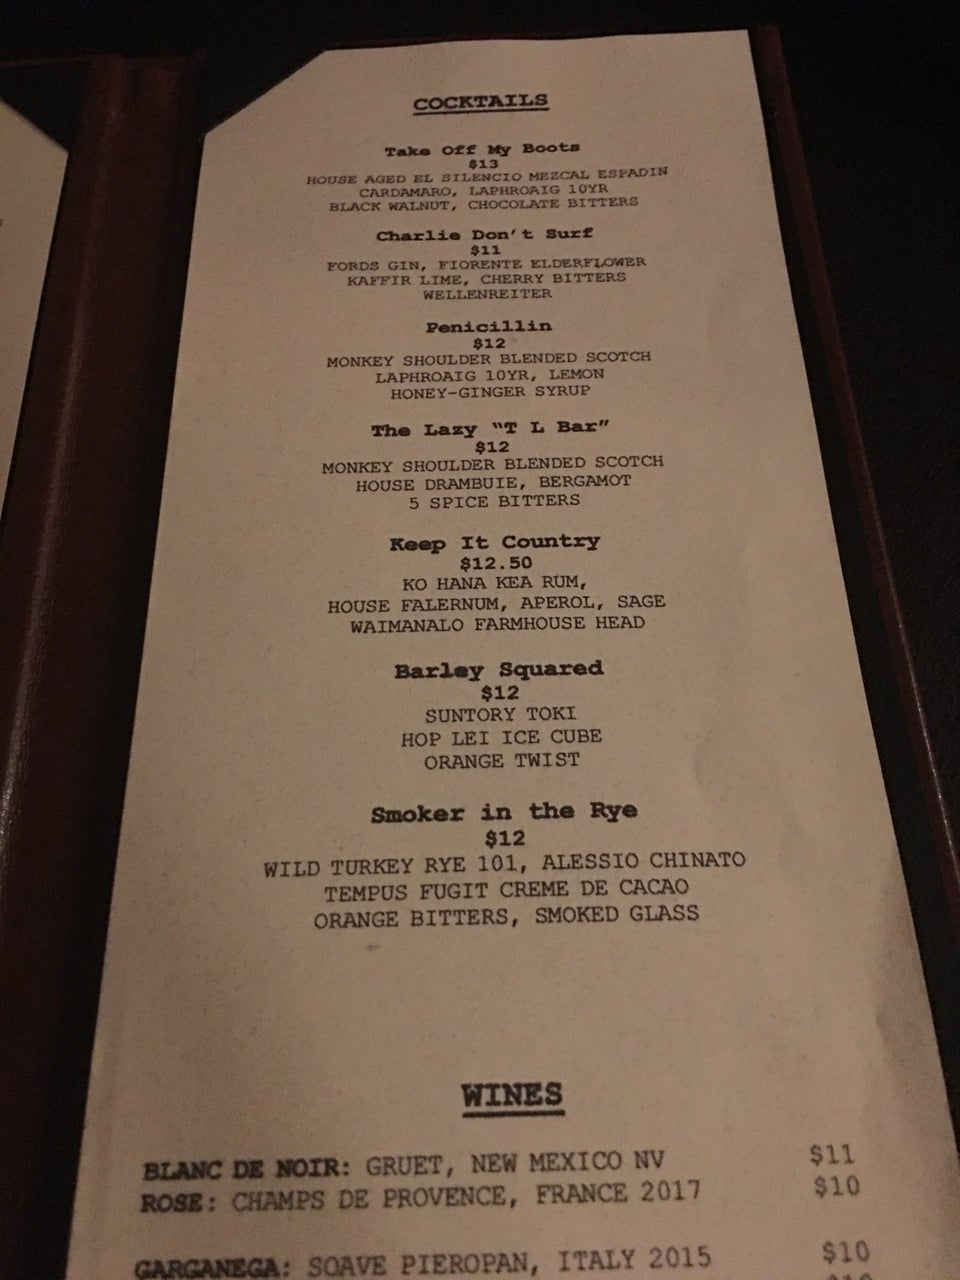 COCKTAILS
Take Off My Boots
$13
HOUSE AGED EL SILENCIO MEZCAL ESPADIN
CARDAMARO, LAPHROAIG 10YR
BLACK WALNUT, CHOCOLATE BITTERS
Charlie Don't Surf
$11
FORDS GIN, FIORENTE ELDERFLOWER
KAFFIR LIME, CHERRY BITTERS
WELLENREITER
Penicillin
$12
MONKEY SHOULDER BLENDED SCOTCH
LAPHROAIG 10YR, LEMON
HONEY-GINGER SYRUP
The Lazy "T L Bar"
$12
MONKEY SHOULDER BLENDED SCOTCH
HOUSE DRAMBUIE, BERGAMOT
5 SPICE BITTERS
Keep It Country
$12.50
KO HANA KEA RUM,
HOUSE FALERNUM, APEROL, SAGE
WAIMANALO FARMHOUSE HEAD
Barley Squared
$12
SUNTORY TOKI
HOP LEI ICE CUBE
ORANGE TWIST
Smoker in the Rye
$12
WILD TURKEY RYE 101, ALESSIO CHINATO
TEMPUS FUGIT CREME DE CACAO
ORANGE BITTERS, SMOKED GLASS
WINES
BLANC DE NOIR: GRUET, NEW MEXICO NV $11
ROSE: CHAMPS DE PROVENCE, FRANCE 2017 $10
GARGANEGA: SOAVE PIEROPAN, ITALY 2015 $10